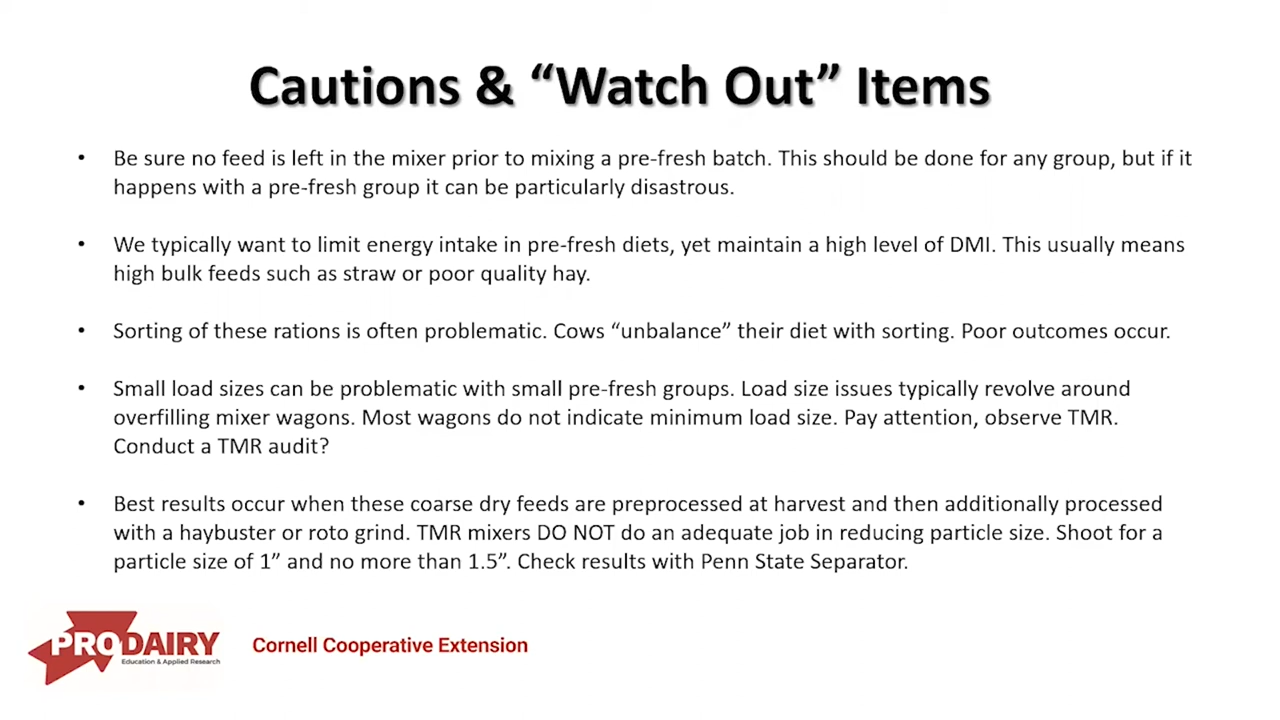 Cautions & “Watch Out” Items
• Be sure no feed is left in the mixer prior to mixing a pre-fresh batch. This should be done for any group, but if it
happens with a pre-fresh group it can be particularly disastrous.
• We typically want to limit energy intake in pre-fresh diets, yet maintain a high level of DMI. This usually means
high bulk feeds such as straw or poor quality hay.
• Sorting of these rations is often problematic. Cows “unbalance” their diet with sorting. Poor outcomes occur.
• Small load sizes can be problematic with small pre-fresh groups. Load size issues typically revolve around
overfilling mixer wagons. Most wagons do not indicate minimum load size. Pay attention, observe TMR.
Conduct a TMR audit?
• Best results occur when these coarse dry feeds are preprocessed at harvest and then additionally processed
with a haybuster or roto grind. TMR mixers DO NOT do an adequate job in reducing particle size. Shoot for a
particle size of 1” and no more than 1.5”. Check results with Penn State Separator.
PRODAIRY
Education & Applied Research
Cornell Cooperative Extension